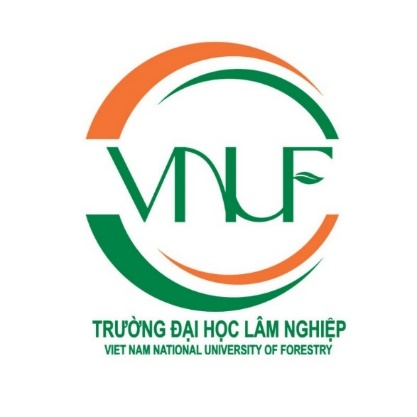 VNUF
TRƯỜNG ĐẠI HỌC LÂM NGHIỆP
VIET NAM NATIONAL UNIVERSITY OF FORESTRY